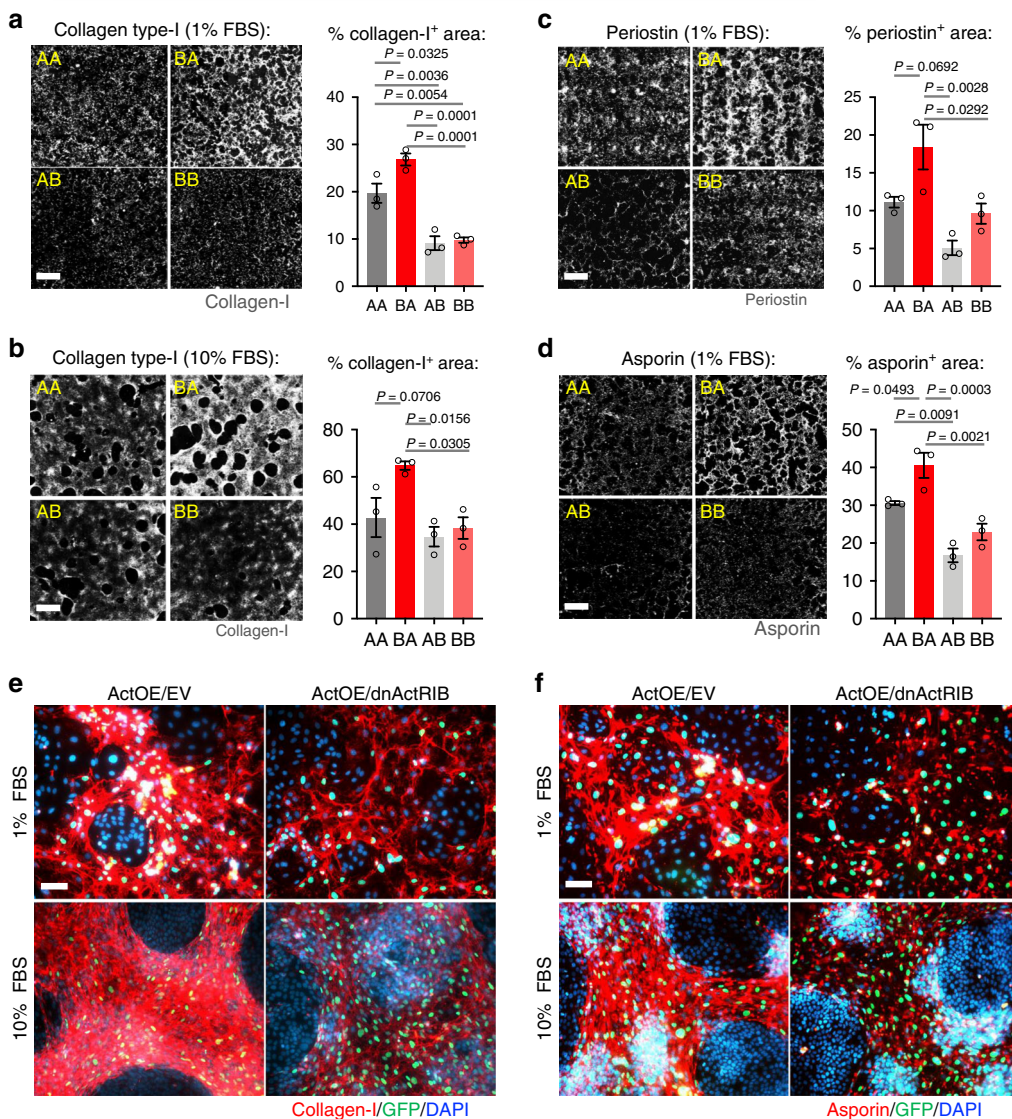 a
Collagen type-I (1% FBS):
AA
BA
AB
BB
Collagen-I
% collagen-I+ area:
P = 0.0325
P = 0.0036
P = 0.0054
P = 0.0001
P = 0.0001
40
30
20
10
0
AA BA AB BB
c
Periostin (1% FBS):
AA
BA
AB
BB
Periostin
% periostin+ area:
P = 0.0692
P = 0.0028
P = 0.0292
25
20
15
10
5
0
AA BA AB BB
b
Collagen type-I (10% FBS):
AA
BA
AB
BB
Collagen-I
% collagen-I+ area:
P = 0.0706
P = 0.0156
P = 0.0305
80
60
40
20
0
AA BA AB BB
d
Asporin (1% FBS):
AA
BA
AB
BB
Asporin
% asporin+ area:
P = 0.0493 P = 0.0003
P = 0.0091
P = 0.0021
50
40
30
20
10
0
AA BA AB BB
e
ActOE/EV
ActOE/dnActRIB
1% FBS
10% FBS
Collagen-I/GFP/DAPI
f
ActOE/EV
ActOE/dnActRIB
1% FBS
10% FBS
Asporin/GFP/DAPI